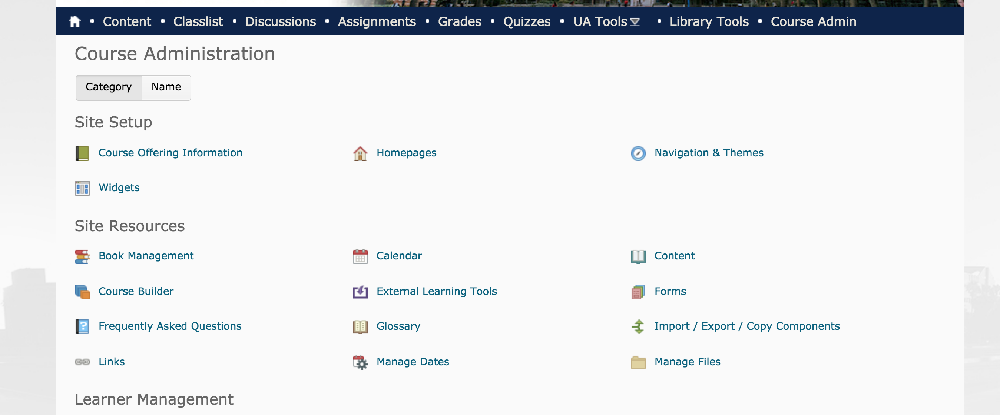 Content Classlist Discussions Assignments Grades Quizzes UA Tools Library Tools Course Admin
Course Administration
Category Name
Site Setup
Course Offering Information Homepages Navigation & Themes
Widgets
Site Resources
Book Management Calendar Content
Course Builder External Learning Tools Forms
Frequently Asked Questions Glossary Import / Export / Copy Components
Links Manage Dates Manage Files
Learner Management